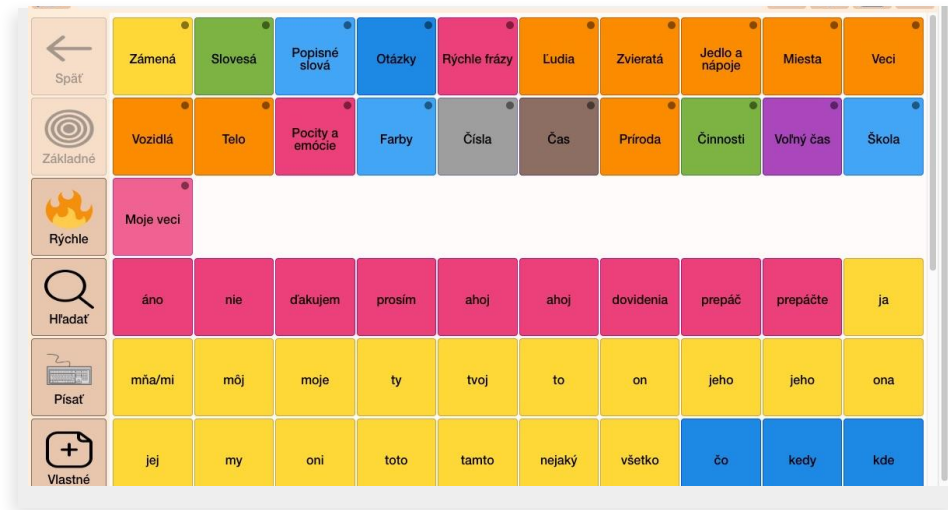 Späť
Zámená
Slovesá
Popisné
slová
Otázky
Rýchle frázy
Ľudia
Zvieratá
Jedlo a
nápoje
Miesta
Veci
Základné
Vozidlá
Telo
Pocity a
emócie
Farby
Čísla
Čas
Príroda
Činnosti
Voľný čas
Škola
Rýchle
Moje veci
Hľadať
áno
nie
ďakujem
prosím
ahoj
ahoj
dovidenia
prepáč
prepáčte
ja
Písať
mňa/mi
môj
moje
ty
tvoj
to
on
jeho
jeho
ona
Vlastné
jej
my
oni
toto
tamto
nejaký
všetko
čo
kedy
kde